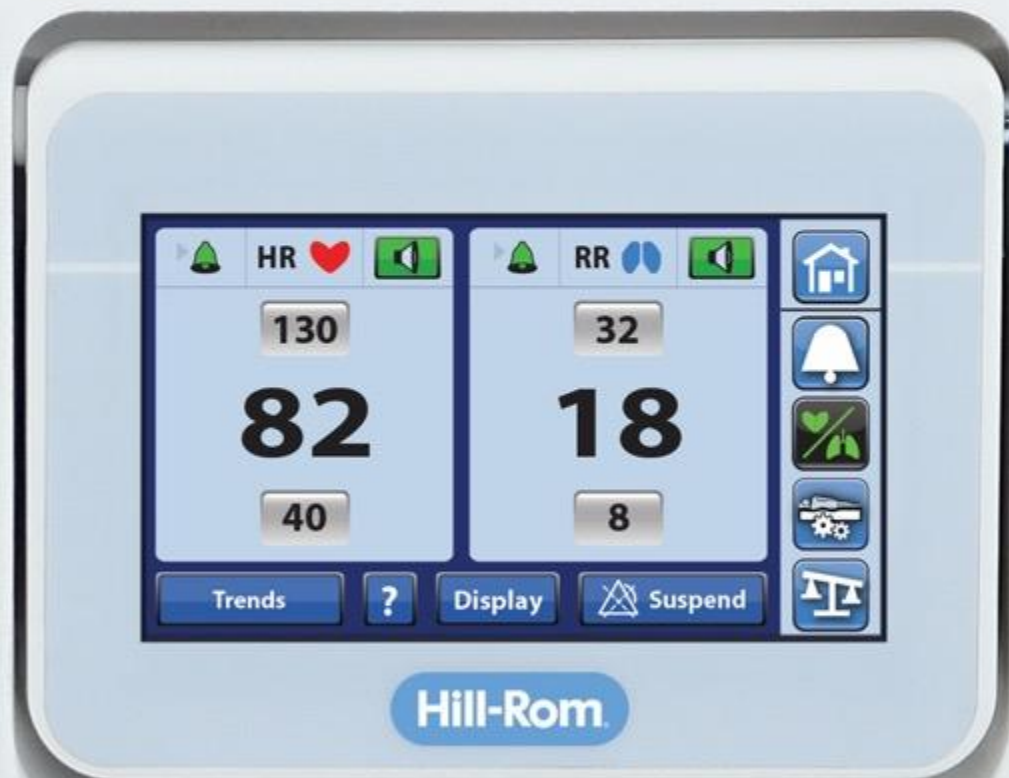 HR
RR
130
32
82
18
40
8
Trends
?
Display
Suspend
Hill-Rom